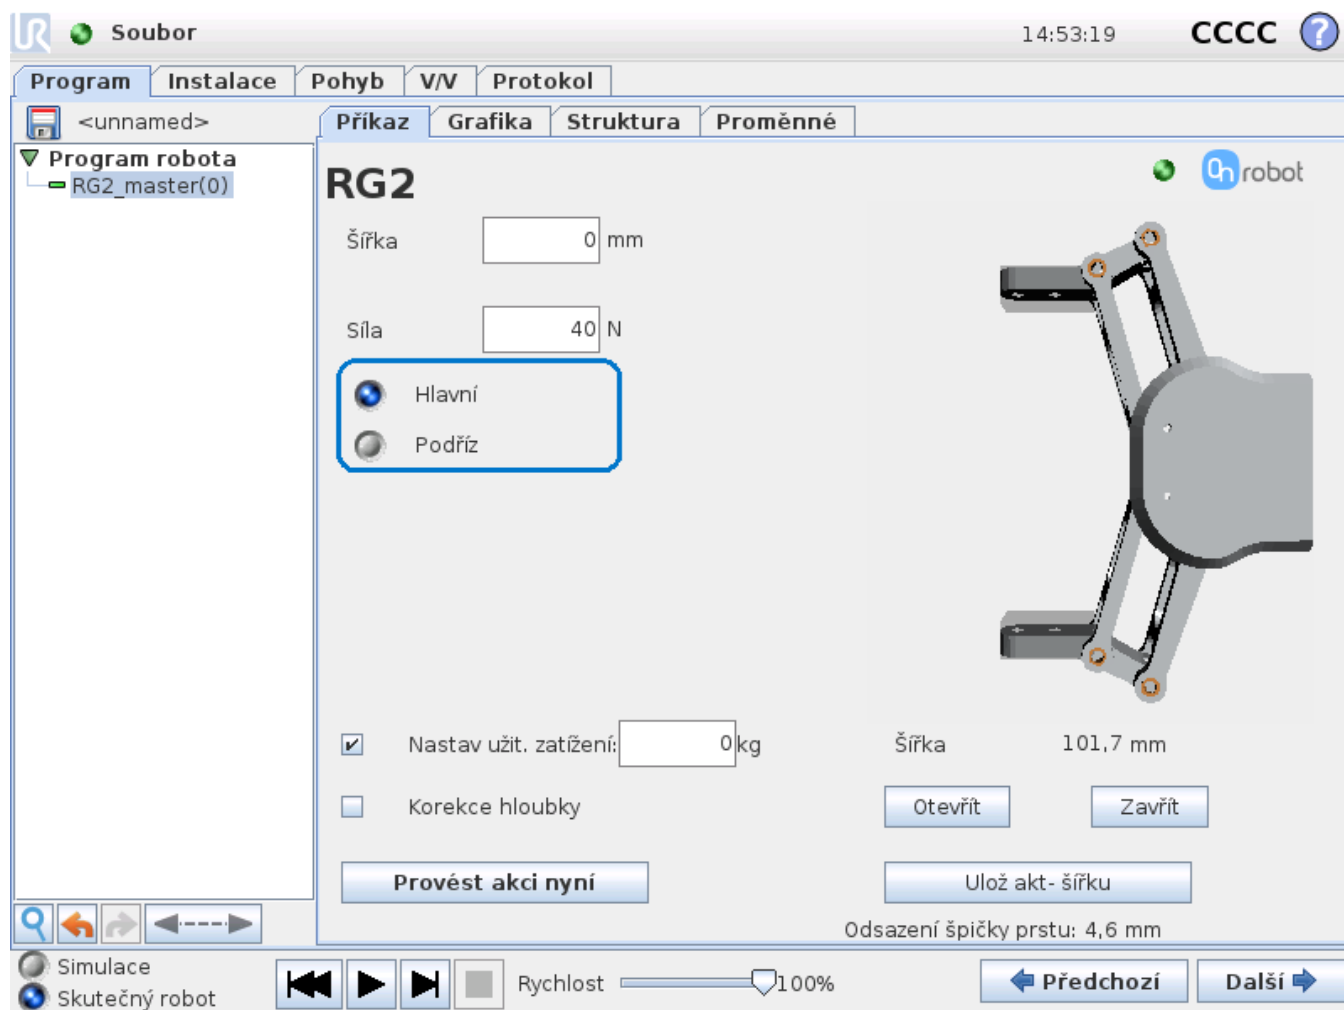 Soubor
14:53:19
CCCC
?
Program
Instalace
Pohyb
V/V
Protokol
<unnamed>
Příkaz
Grafika
Struktura
Proměnné
Program robota
RG2_master(0)
RG2
On robot
Šířka
0 mm
Síla
40 N
Hlavní
Podříz
Nastav užit. zatížení:
0 kg
Šířka
101,7 mm
Korekce hloubky
Otevřít
Zavřít
Provést akci nyní
Ulož akt- šířku
Odsazení špičky prstu: 4,6 mm
Simulace
Skutečný robot
Rychlost
100%
Předchozí
Další